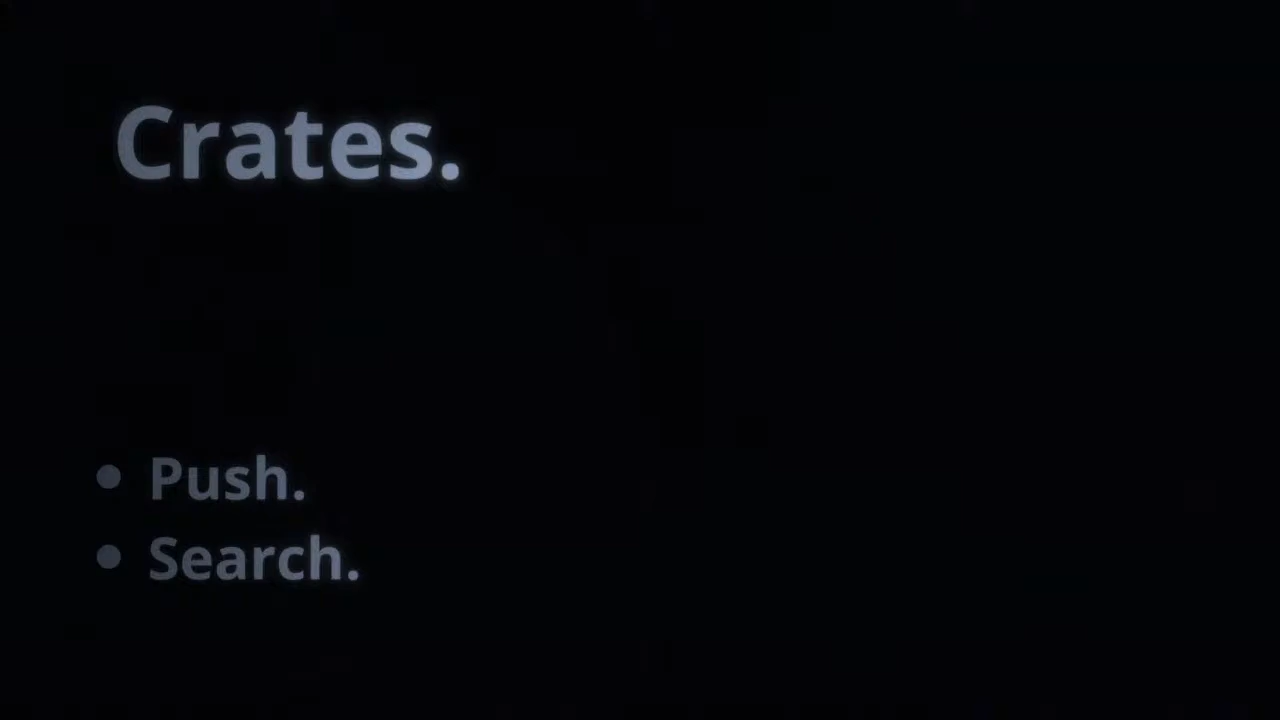 Crates.
• Push.
• Search.